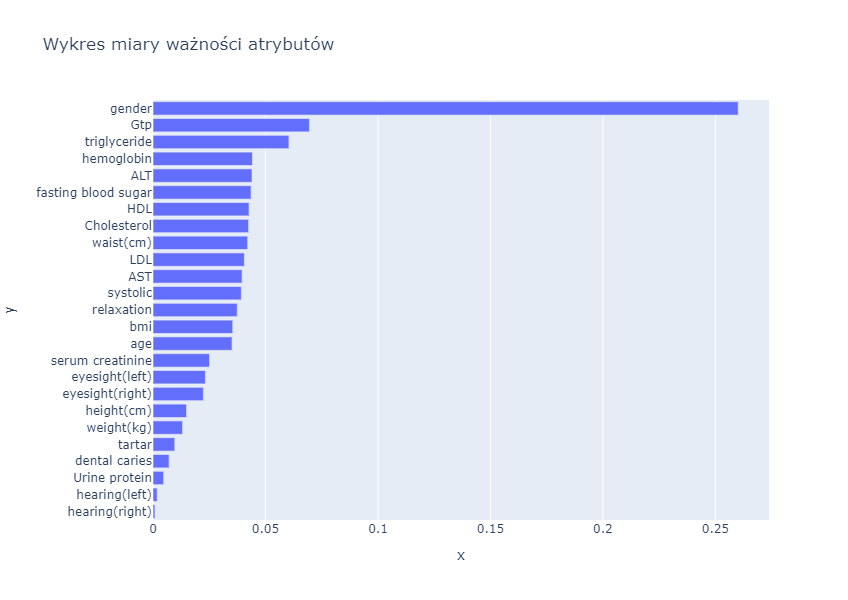 Wykres miary ważności atrybutów
gender
Gtp
triglyceride
hemoglobin
ALT
fasting blood sugar
HDL
Cholesterol
waist(cm)
LDL
AST
systolic
relaxation
bmi
age
serum creatinine
eyesight(left)
eyesight(right)
height(cm)
weight(kg)
tartar
dental caries
Urine protein
hearing(left)
hearing(right)
y
0 0.05 0.1 0.15 0.2 0.25
x